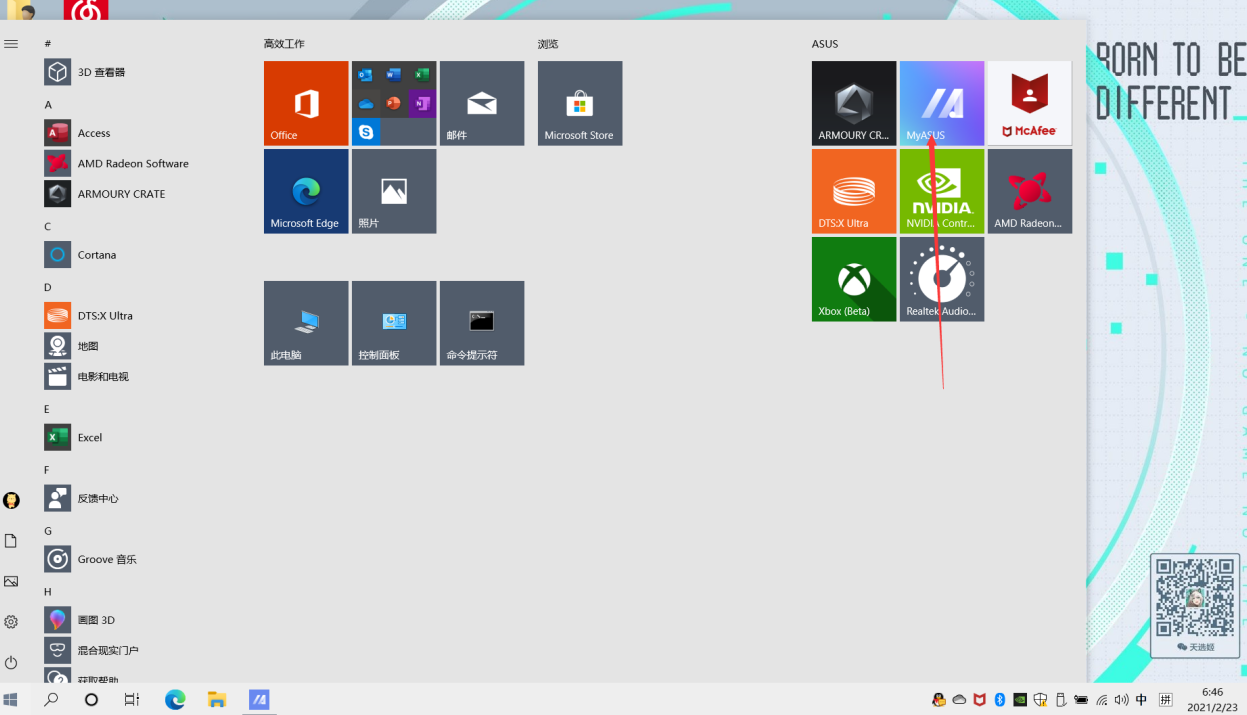 #
3D 查看器
A
Access
AMD Radeon Software
ARMOURY CRATE
C
Cortana
D
DTS:X Ultra
地图
电影和电视
E
Excel
F
反馈中心
G
Groove 音乐
H
画图 3D
混合现实门户
获取帮助
高效工作
Office
邮件
Microsoft Edge
照片
此电脑
控制面板
命令提示符
浏览
Microsoft Store
ASUS
ARMOURY CR...
MyASUS
McAfee
DTS:X Ultra
NVIDIA.
NVIDIA Contr...
AMD Radeon...
Xbox (Beta)
Realtek Audio...
BORN TO BE
DIFFERENT
天选姬
中
拼
6:46
2021/2/23